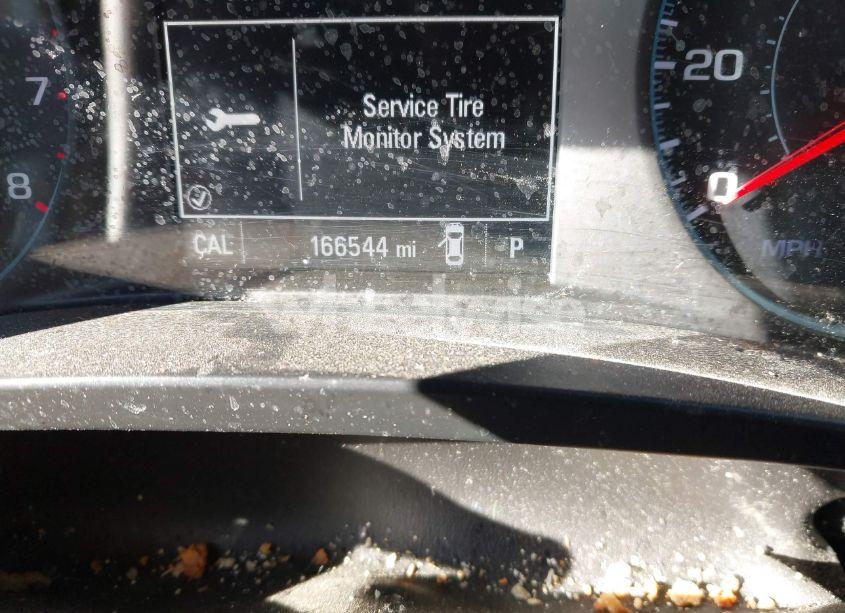 7
8
Service Tire
Monitor System
ÇAL
166544 mi
P
20
0
MPH